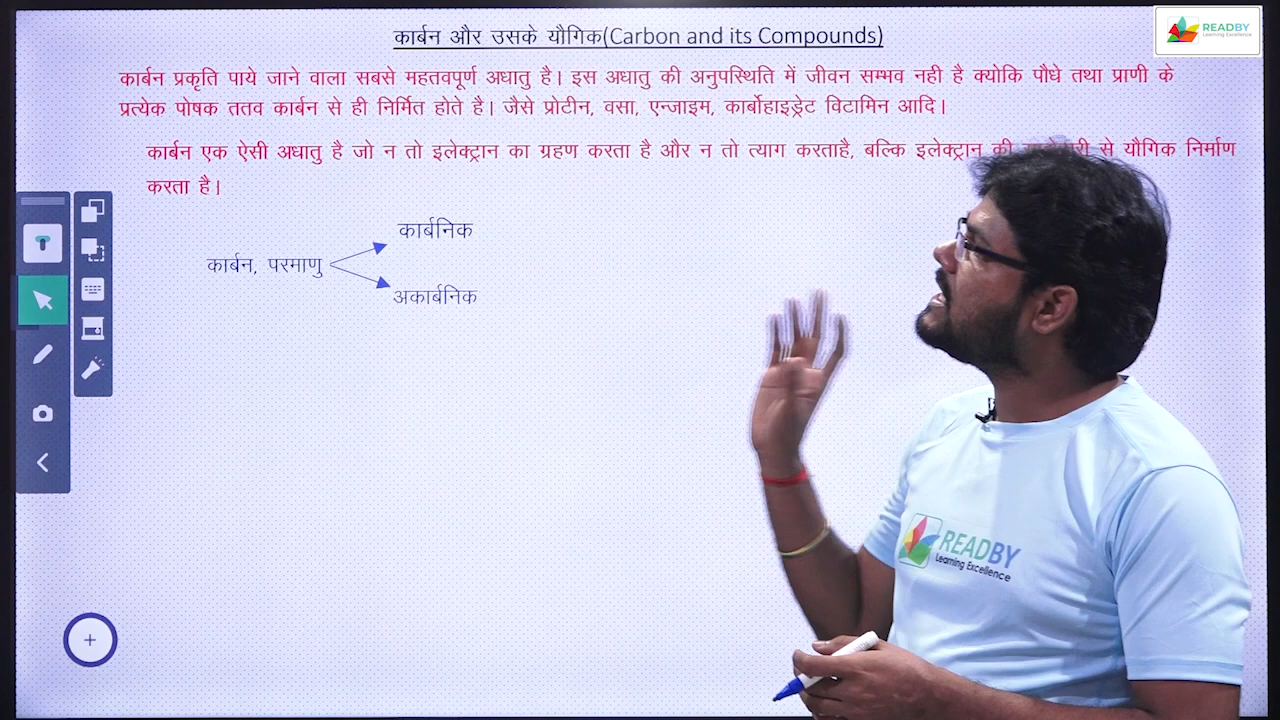 कार्बन और उसके यौगिक(Carbon and its Compounds)
READBY
Learning Excellence
कार्बन प्रकृति पाये जाने वाला सबसे महतवपूर्ण अधातु है। इस अधातु की अनुपस्थिति में जीवन सम्भव नही है क्योकि पौधे तथा प्राणी के
प्रत्येक पोषक ततव कार्बन से ही निर्मित होते है। जैसे प्रोटीन, वसा, एन्जाइम, कार्बोहाइड्रेट विटामिन आदि।
कार्बन एक ऐसी अधातु है जो न तो इलेक्ट्रान का ग्रहण करता है और न तो त्याग करताहै, बल्कि इलेक्ट्रान की से यौगिक निर्माण
करता है।
कार्बनिक
कार्बन, परमाणु
अकार्बनिक
READBY
Learning Excellence